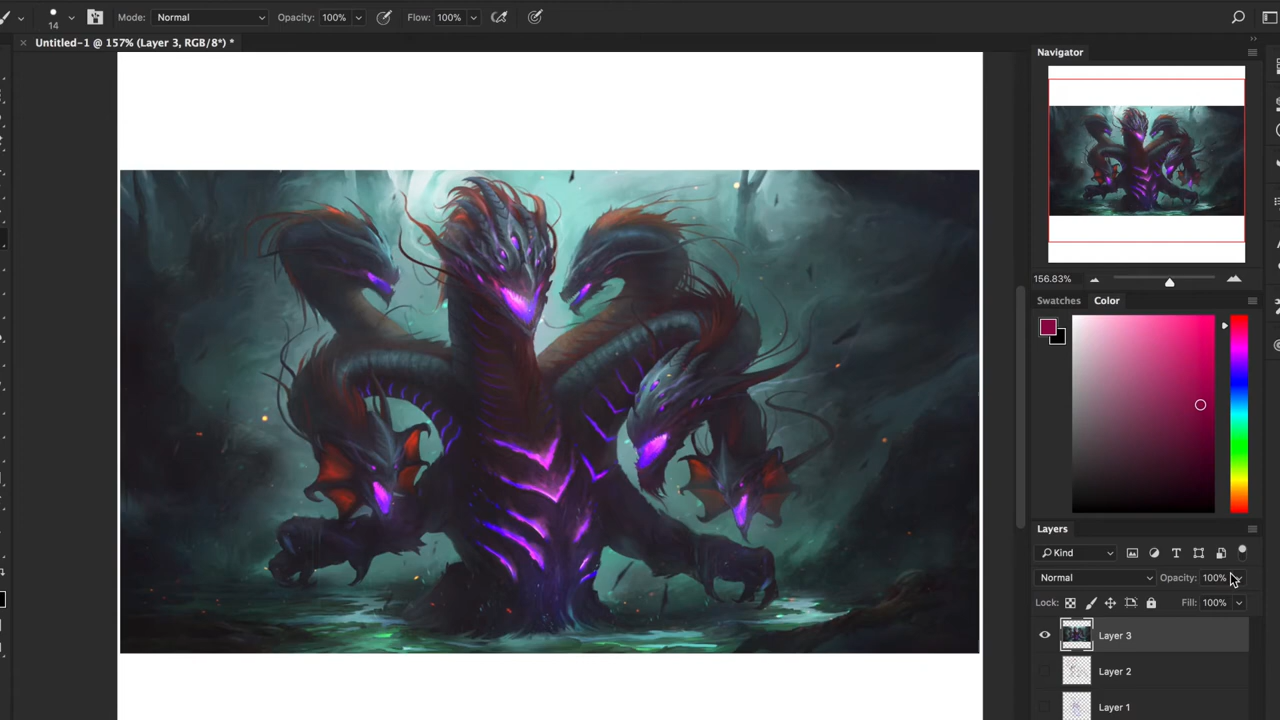 Mode: Normal Opacity: 100% Flow: 100%
14
Untitled-1 @ 157% (Layer 3, RGB/8*) *
Navigator
156.83%
Swatches Color
Layers
Kind
Normal Opacity: 100%
Lock: Fill: 100%
Layer 3
Layer 2
Layer 1